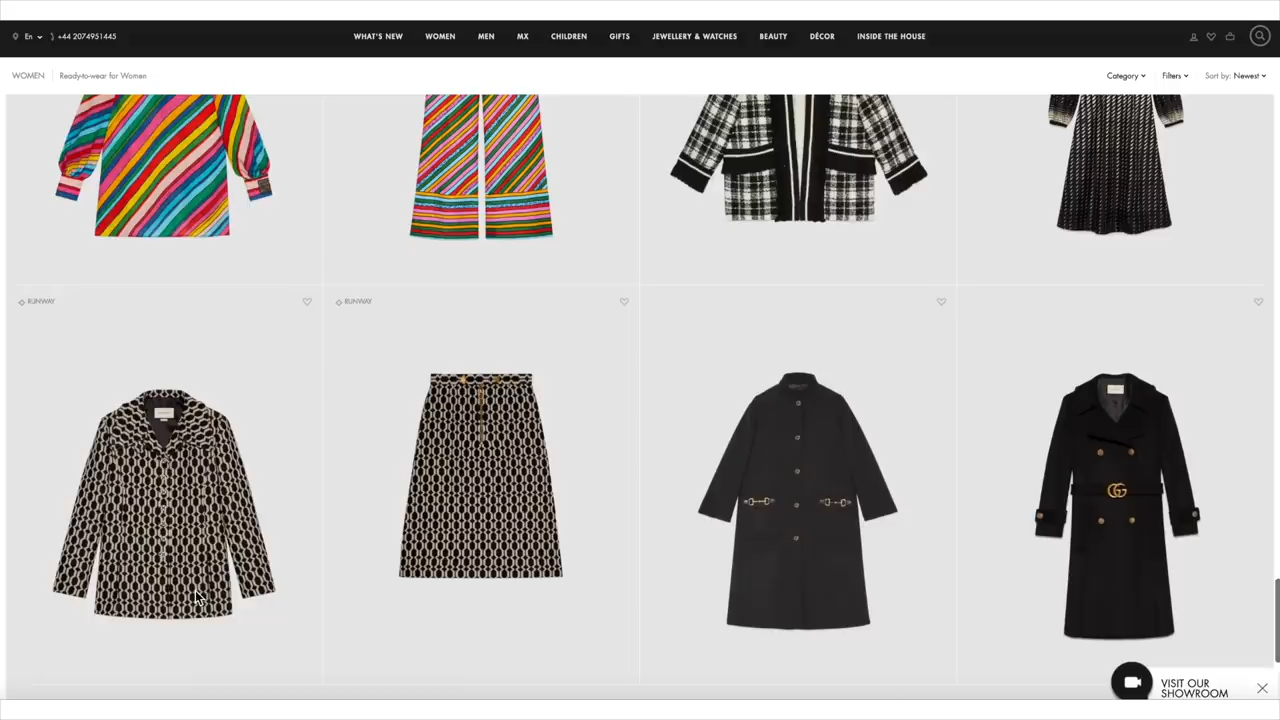 En
+44 2074951445
WHAT'S NEW
WOMEN
MEN
MX
CHILDREN
GIFTS
JEWELLERY & WATCHES
BEAUTY
DÉCOR
INSIDE THE HOUSE
WOMEN
Ready-to-wear for Women
Category
Filters
Sort by: Newest
RUNWAY
RUNWAY
VISIT OUR
SHOWROOM